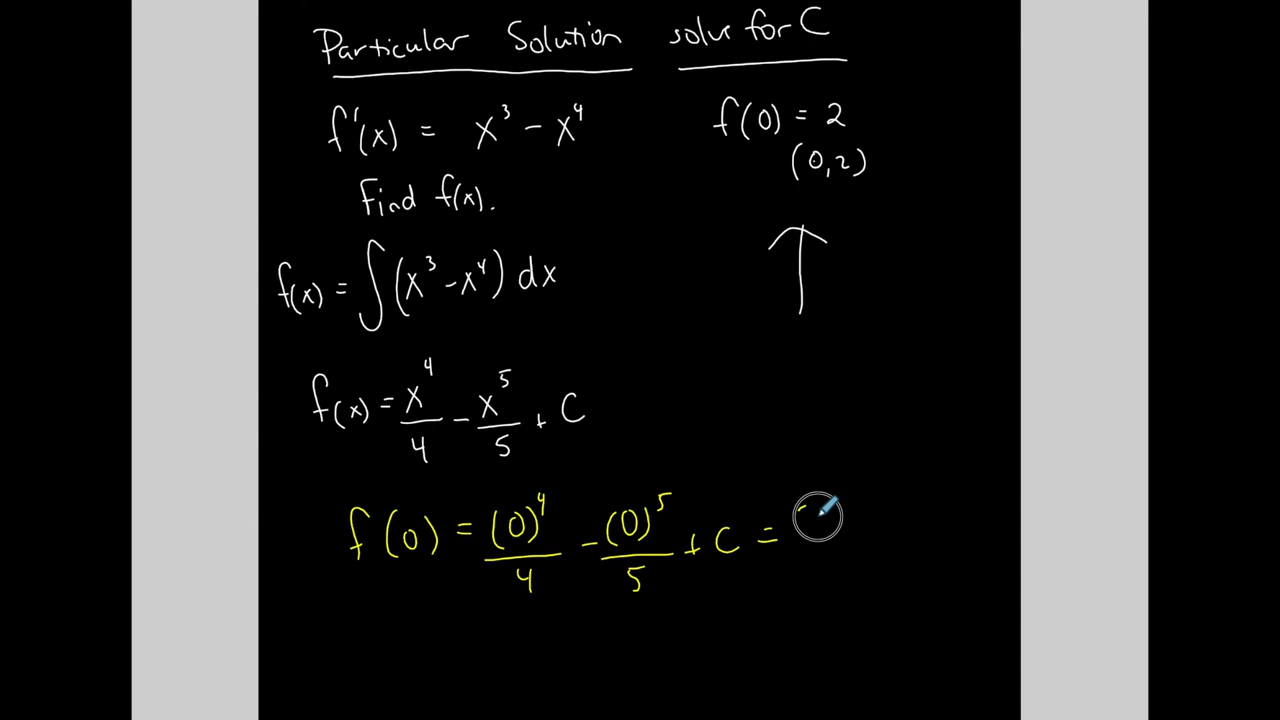 Particular Solution solve for C
f'(x) = x³ - x⁴ f(0) = 2
(0,2)
Find f(x).
f(x) = ∫(x³ - x⁴) dx
f(x) = x⁴/4 - x⁵/5 + C
f(0) = (0)⁴/4 - (0)⁵/5 + C =